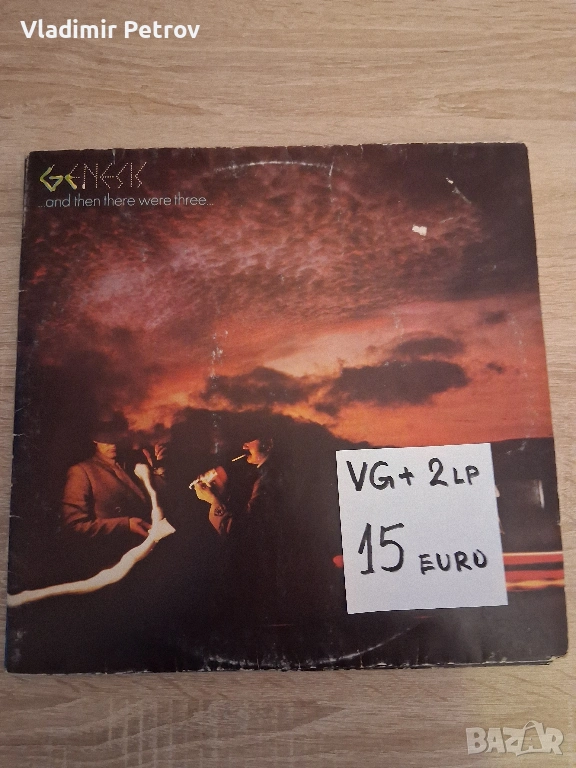 Vladimir Petrov
GENESIS
...and then there were three...
VG+ 2 LP
15 EURO
BAZAR